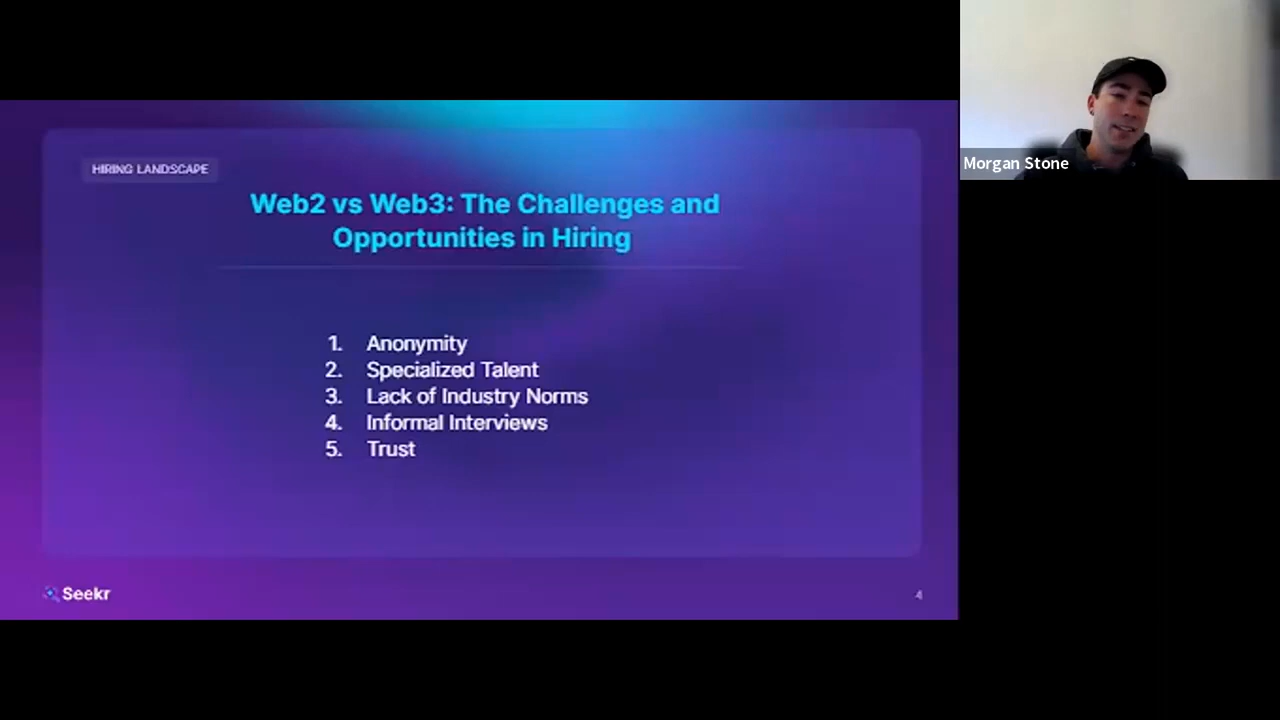 HIRING LANDSCAPE
Web2 vs Web3: The Challenges and
Opportunities in Hiring
1. Anonymity
2. Specialized Talent
3. Lack of Industry Norms
4. Informal Interviews
5. Trust
Seekr
4
Morgan Stone